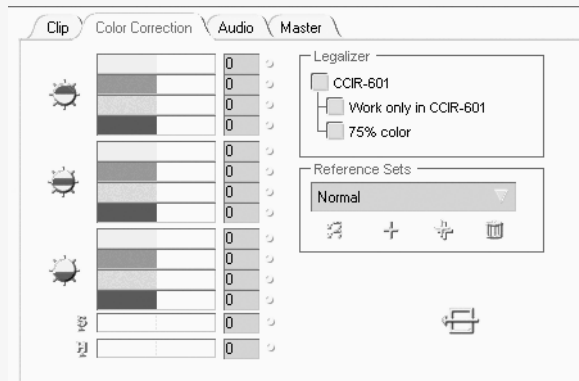 Clip Color Correction Audio Master
Legalizer
CCIR-601
Work only in CCIR-601
75% color
Reference Sets
Normal
0
0
0
0
0
0
0
0
0
0
0
0
S 0
H 0